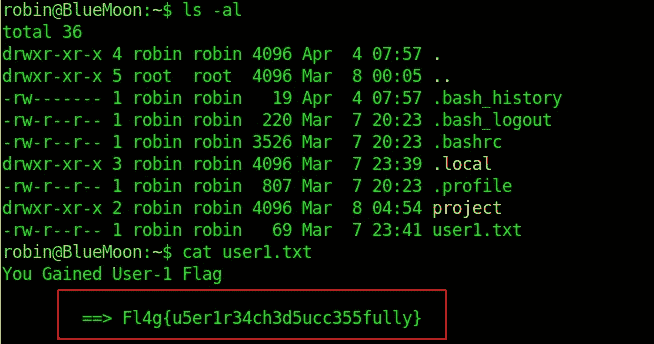 robin@BlueMoon:~$ ls -al
total 36
drwxr-xr-x 4 robin robin 4096 Apr  4 07:57 .
drwxr-xr-x 5 root  root  4096 Mar  8 00:05 ..
-rw------- 1 robin robin   19 Apr  4 07:57 .bash_history
-rw-r--r-- 1 robin robin  220 Mar  7 20:23 .bash_logout
-rw-r--r-- 1 robin robin 3526 Mar  7 20:23 .bashrc
drwxr-xr-x 3 robin robin 4096 Mar  7 23:39 .local
-rw-r--r-- 1 robin robin  807 Mar  7 20:23 .profile
drwxr-xr-x 2 robin robin 4096 Mar  8 04:54 project
-rw-r--r-- 1 robin robin   69 Mar  7 23:41 user1.txt
robin@BlueMoon:~$ cat user1.txt
You Gained User-1 Flag
==> Fl4g{u5er1r34ch3d5ucc355fully}